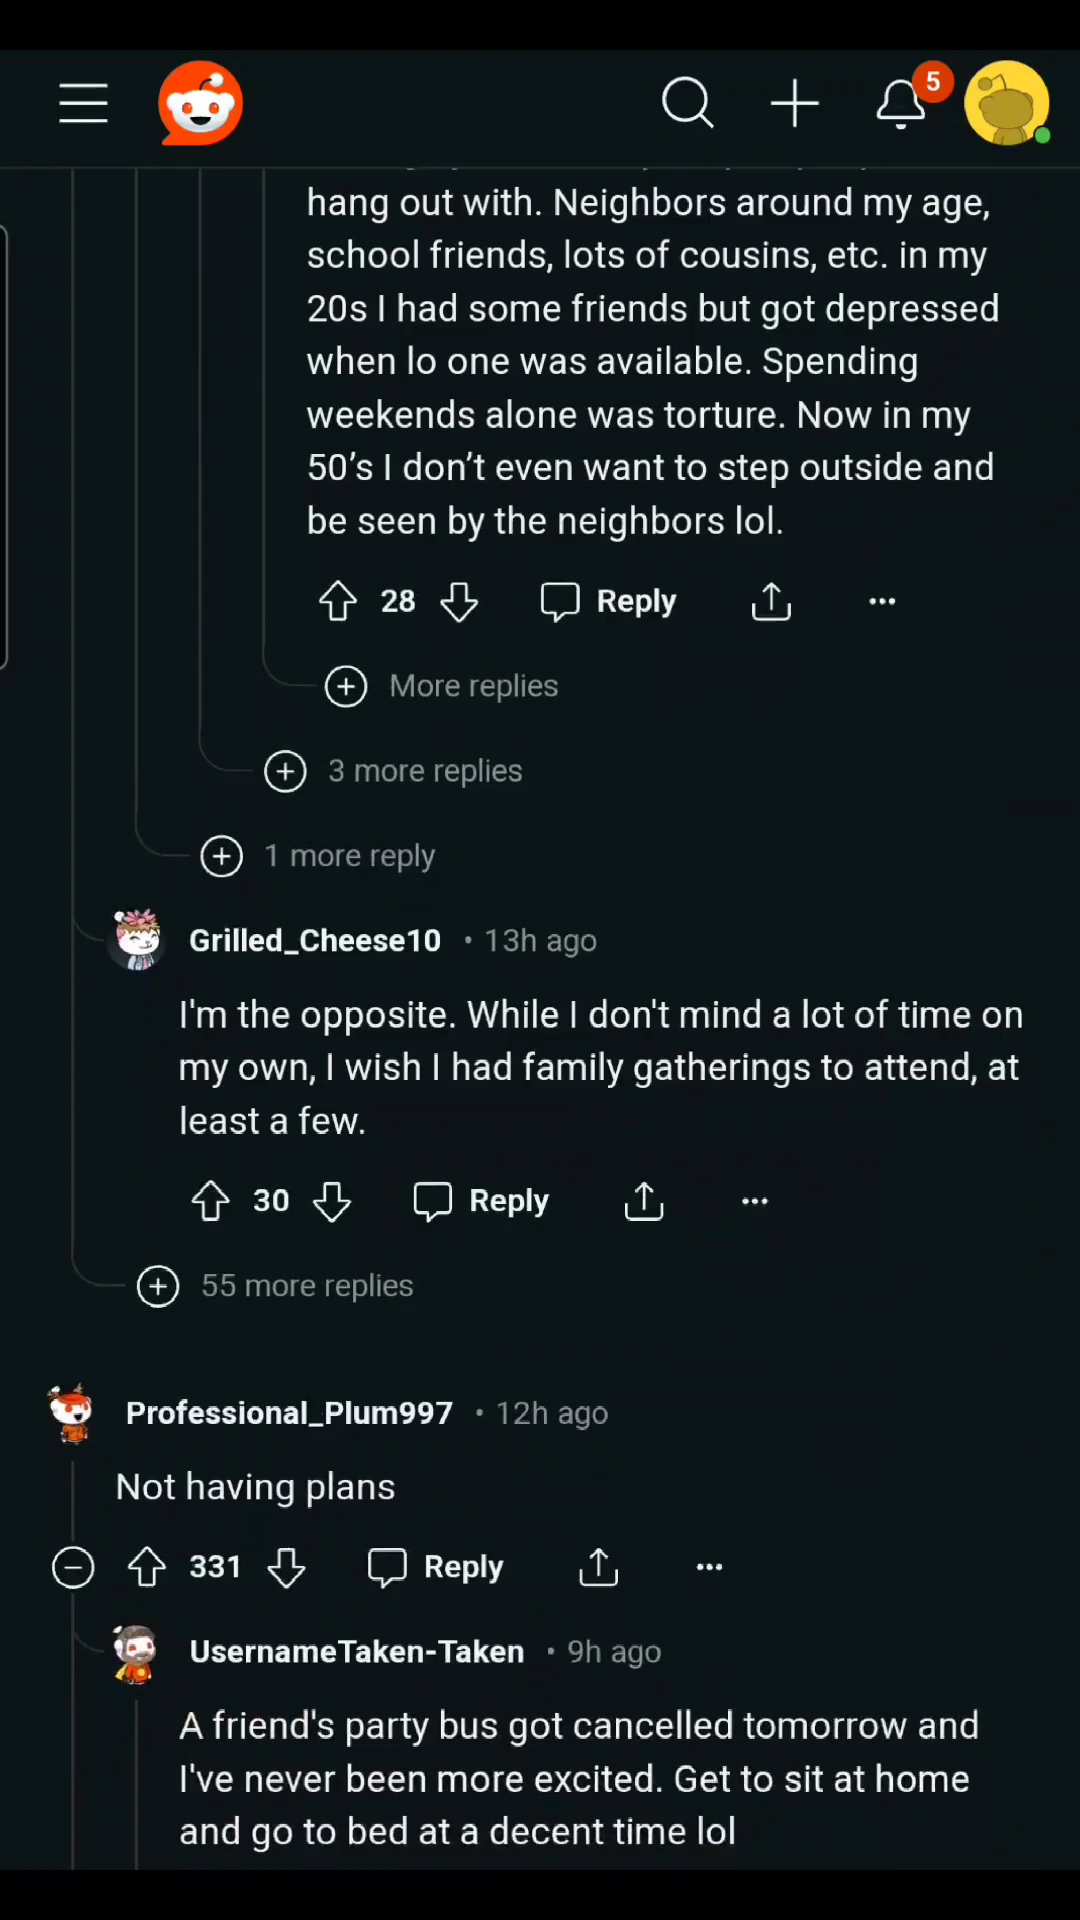 5
hang out with. Neighbors around my age,
school friends, lots of cousins, etc. in my
20s I had some friends but got depressed
when lo one was available. Spending
weekends alone was torture. Now in my
50’s I don’t even want to step outside and
be seen by the neighbors lol.
28 Reply
More replies
3 more replies
1 more reply
Grilled_Cheese10 • 13h ago
I'm the opposite. While I don't mind a lot of time on
my own, I wish I had family gatherings to attend, at
least a few.
30 Reply
55 more replies
Professional_Plum997 • 12h ago
Not having plans
331 Reply
UsernameTaken-Taken • 9h ago
A friend's party bus got cancelled tomorrow and
I've never been more excited. Get to sit at home
and go to bed at a decent time lol